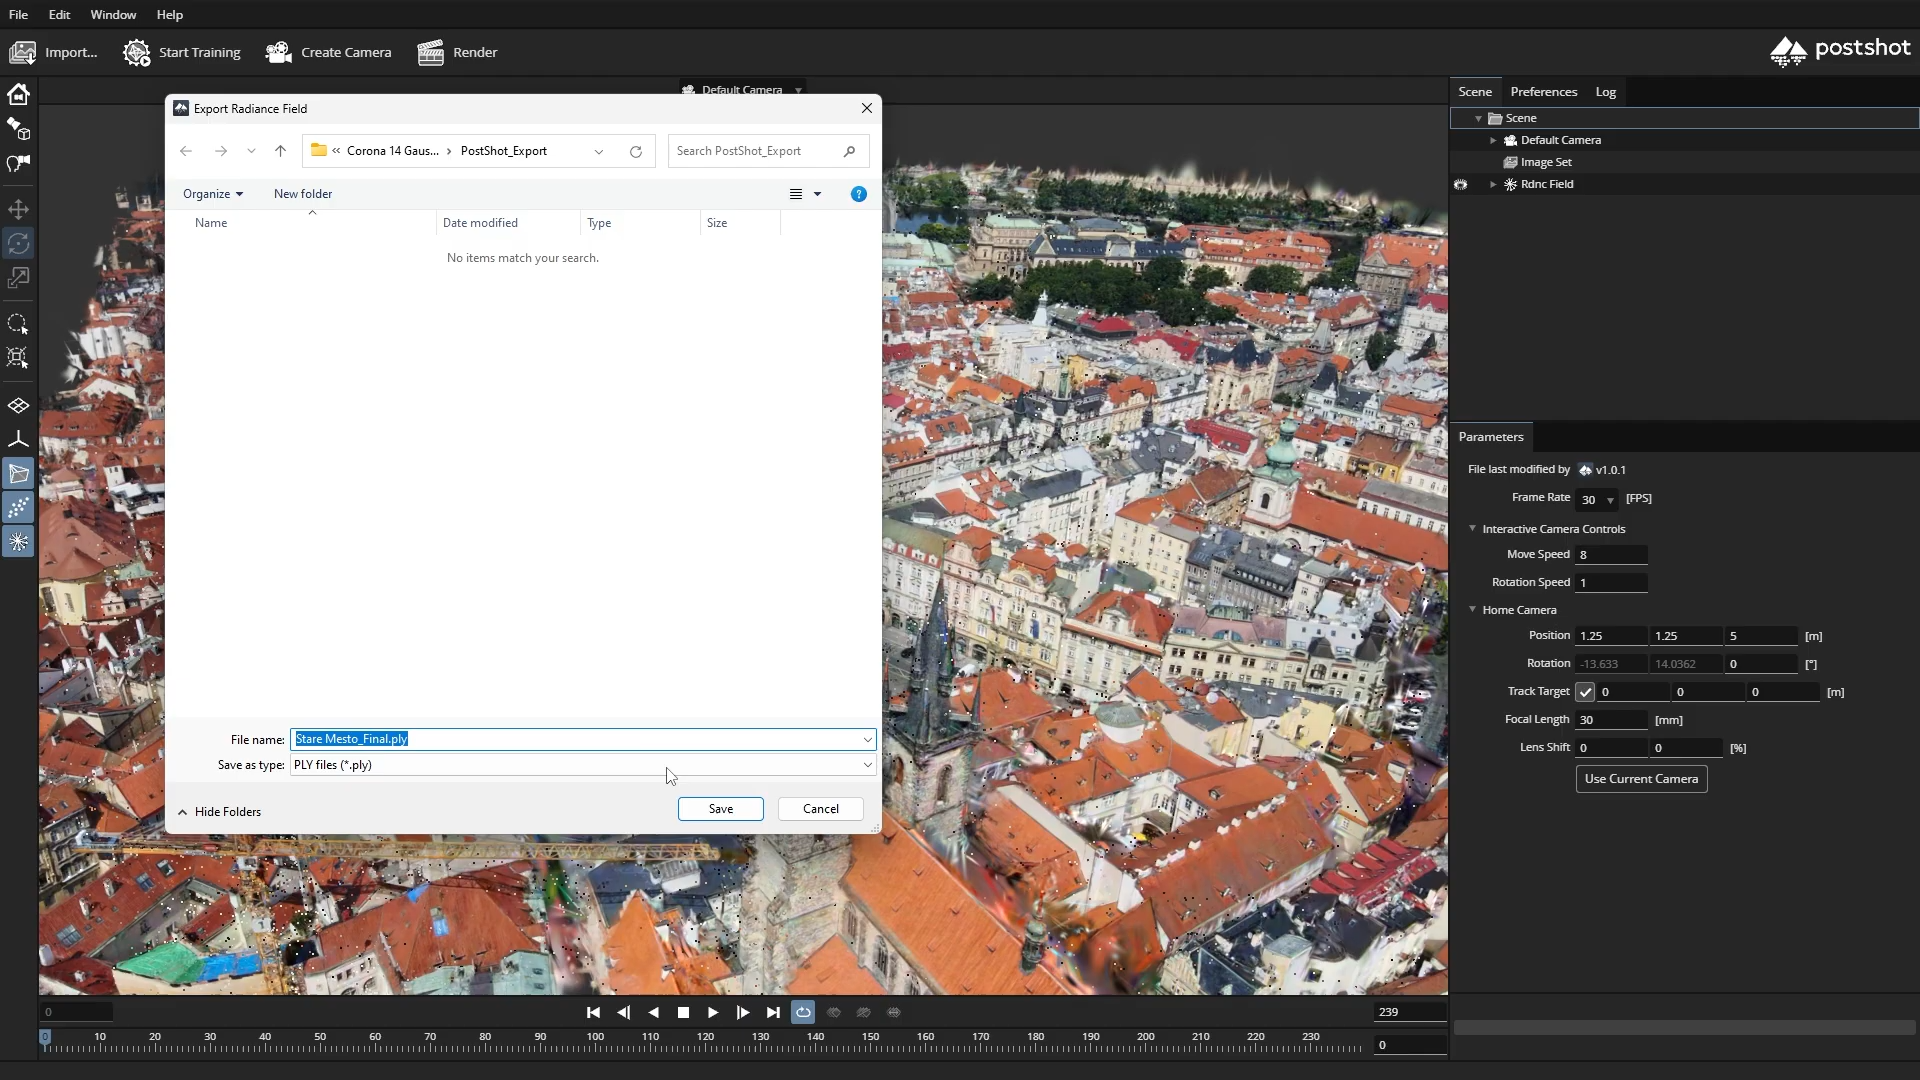 File Edit Window Help
Import... Start Training Create Camera Render postshot
Default Camera
Scene Preferences Log
Scene
Default Camera
Image Set
Rdnc Field
Export Radiance Field
« Corona 14 Gaus... › PostShot_Export
Search PostShot_Export
Organize New folder ?
Name Date modified Type Size
No items match your search.
File name: Stare Mesto_Final.ply
Save as type: PLY files (*.ply)
Hide Folders Save Cancel
Parameters
File last modified by v1.0.1
Frame Rate 30 [FPS]
Interactive Camera Controls
Move Speed 8
Rotation Speed 1
Home Camera
Position 1.25 1.25 5 [m]
Rotation -13.633 14.0362 0 [°]
Track Target 0 0 0 [m]
Focal Length 30 [mm]
Lens Shift 0 0 [%]
Use Current Camera
0 239
0 10 20 30 40 50 60 70 80 90 100 110 120 130 140 150 160 170 180 190 200 210 220 230 0